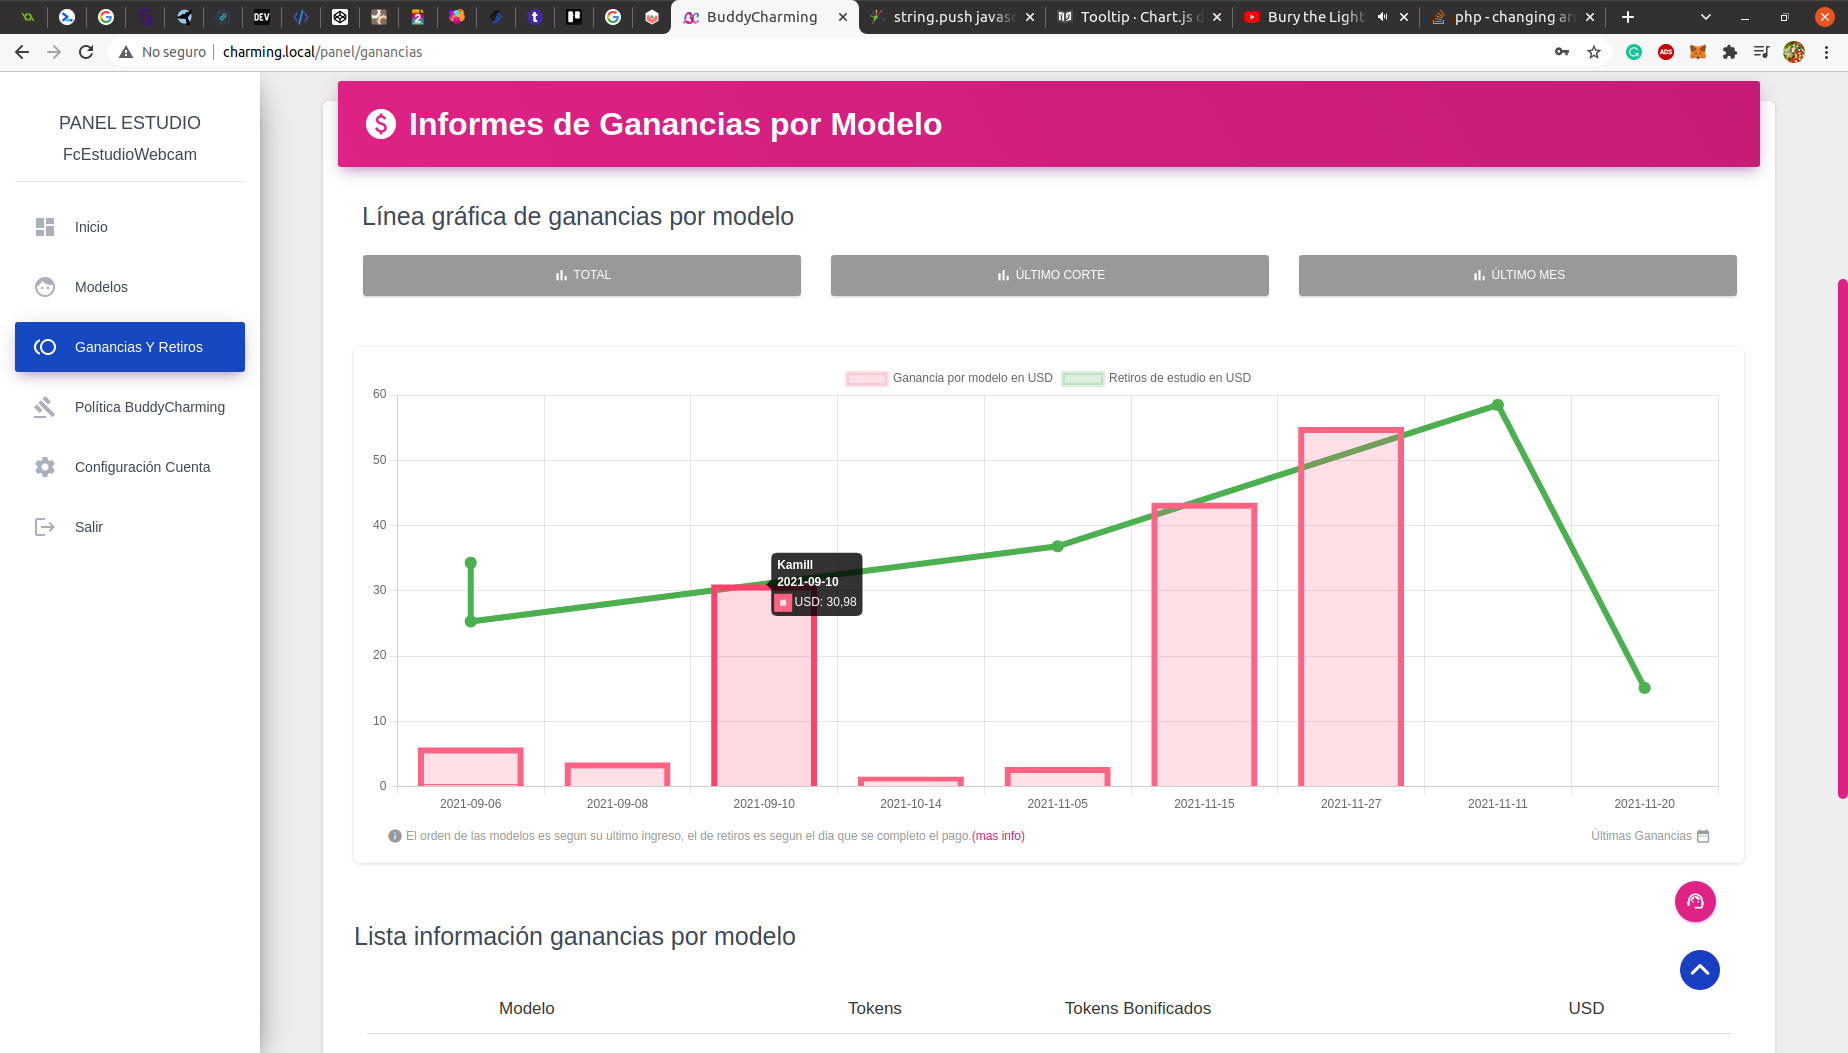 DEV
2
t
BuddyCharming
string.push javasc
Tooltip · Chart.js d
Bury the Light
php - changing arr
No seguro
charming.local/panel/ganancias
ADS
PANEL ESTUDIO
FcEstudioWebcam
Inicio
Modelos
Ganancias Y Retiros
Política BuddyCharming
Configuración Cuenta
Salir
Informes de Ganancias por Modelo
Línea gráfica de ganancias por modelo
TOTAL
ÚLTIMO CORTE
ÚLTIMO MES
Ganancia por modelo en USD
Retiros de estudio en USD
60
50
40
30
20
10
0
Kamill
2021-09-10
USD: 30,98
2021-09-06
2021-09-08
2021-09-10
2021-10-14
2021-11-05
2021-11-15
2021-11-27
2021-11-11
2021-11-20
El orden de las modelos es segun su ultimo ingreso, el de retiros es segun el dia que se completo el pago.(mas info)
Últimas Ganancias
Lista información ganancias por modelo
Modelo
Tokens
Tokens Bonificados
USD